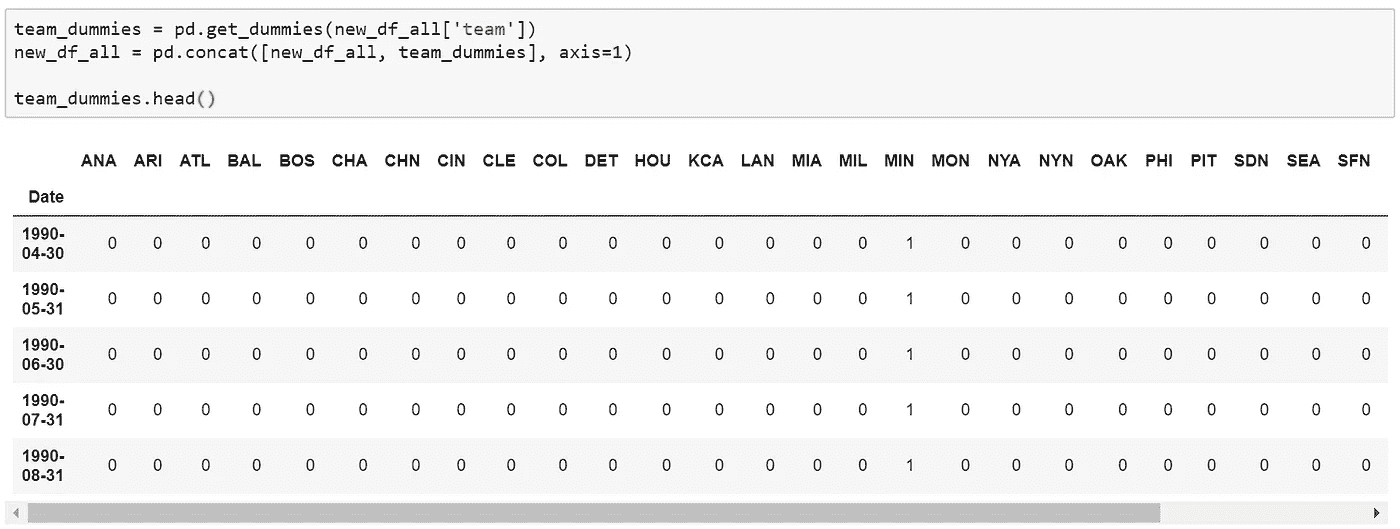 team_dummies = pd.get_dummies(new_df_all['team'])
new_df_all = pd.concat([new_df_all, team_dummies], axis=1)
team_dummies.head()
ANA ARI ATL BAL BOS CHA CHN CIN CLE COL DET HOU KCA LAN MIA MIL MIN MON NYA NYN OAK PHI PIT SDN SEA SFN
Date
1990-
04-30 0 0 0 0 0 0 0 0 0 0 0 0 0 0 0 0 1 0 0 0 0 0 0 0 0 0
1990-
05-31 0 0 0 0 0 0 0 0 0 0 0 0 0 0 0 0 1 0 0 0 0 0 0 0 0 0
1990-
06-30 0 0 0 0 0 0 0 0 0 0 0 0 0 0 0 0 1 0 0 0 0 0 0 0 0 0
1990-
07-31 0 0 0 0 0 0 0 0 0 0 0 0 0 0 0 0 1 0 0 0 0 0 0 0 0 0
1990-
08-31 0 0 0 0 0 0 0 0 0 0 0 0 0 0 0 0 1 0 0 0 0 0 0 0 0 0